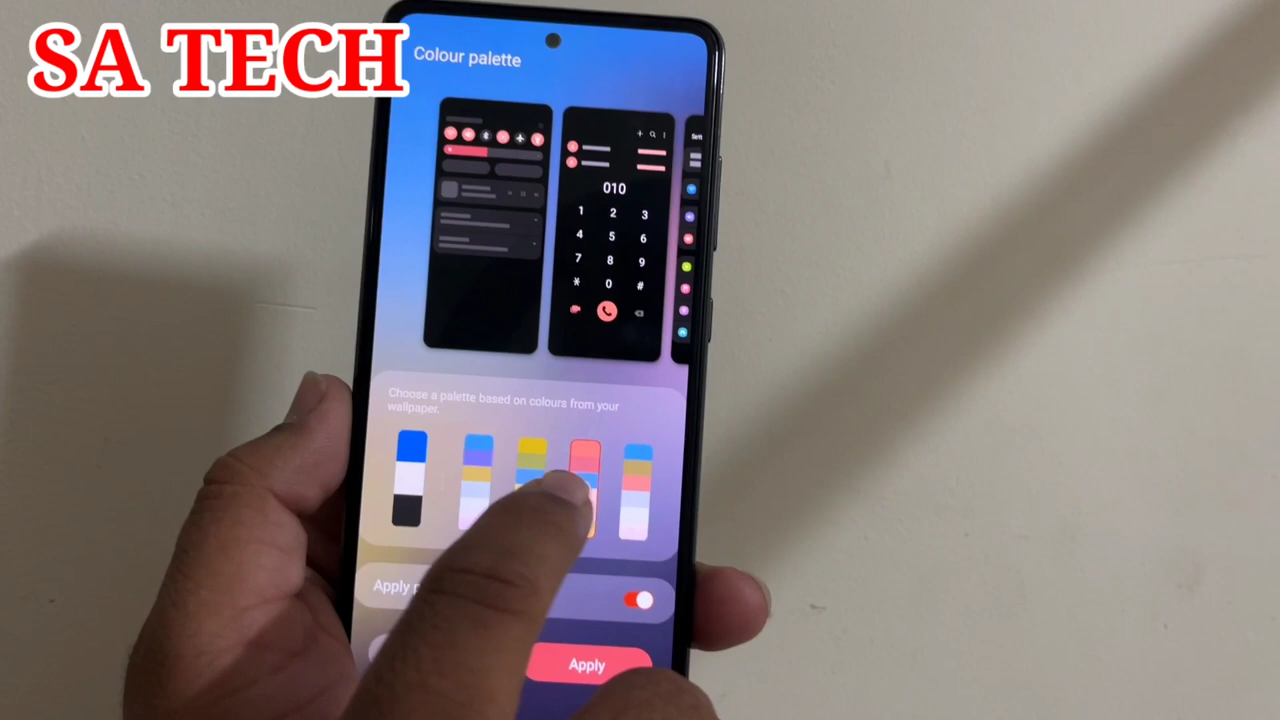 SA TECH
Colour palette
010
1 2 3
4 5 6
7 8 9
* 0 #
Choose a palette based on colours from your
wallpaper.
Apply
Apply